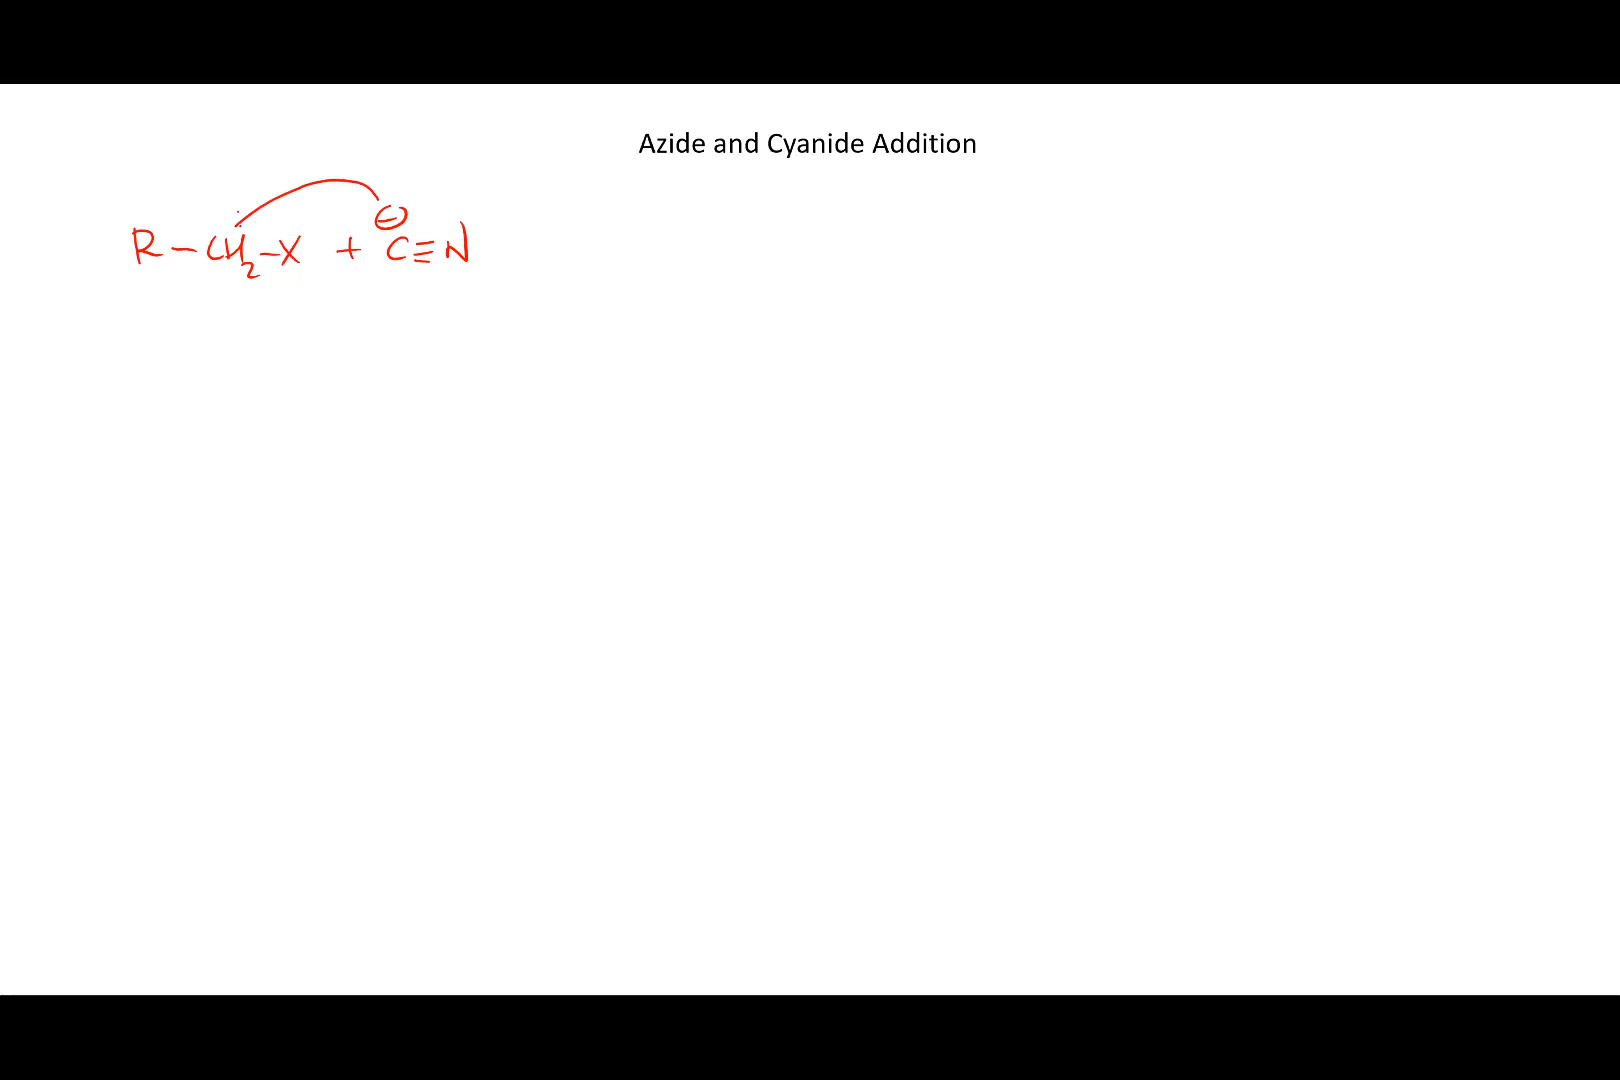 Azide and Cyanide Addition
R-CH₂-X + ⊖C≡N